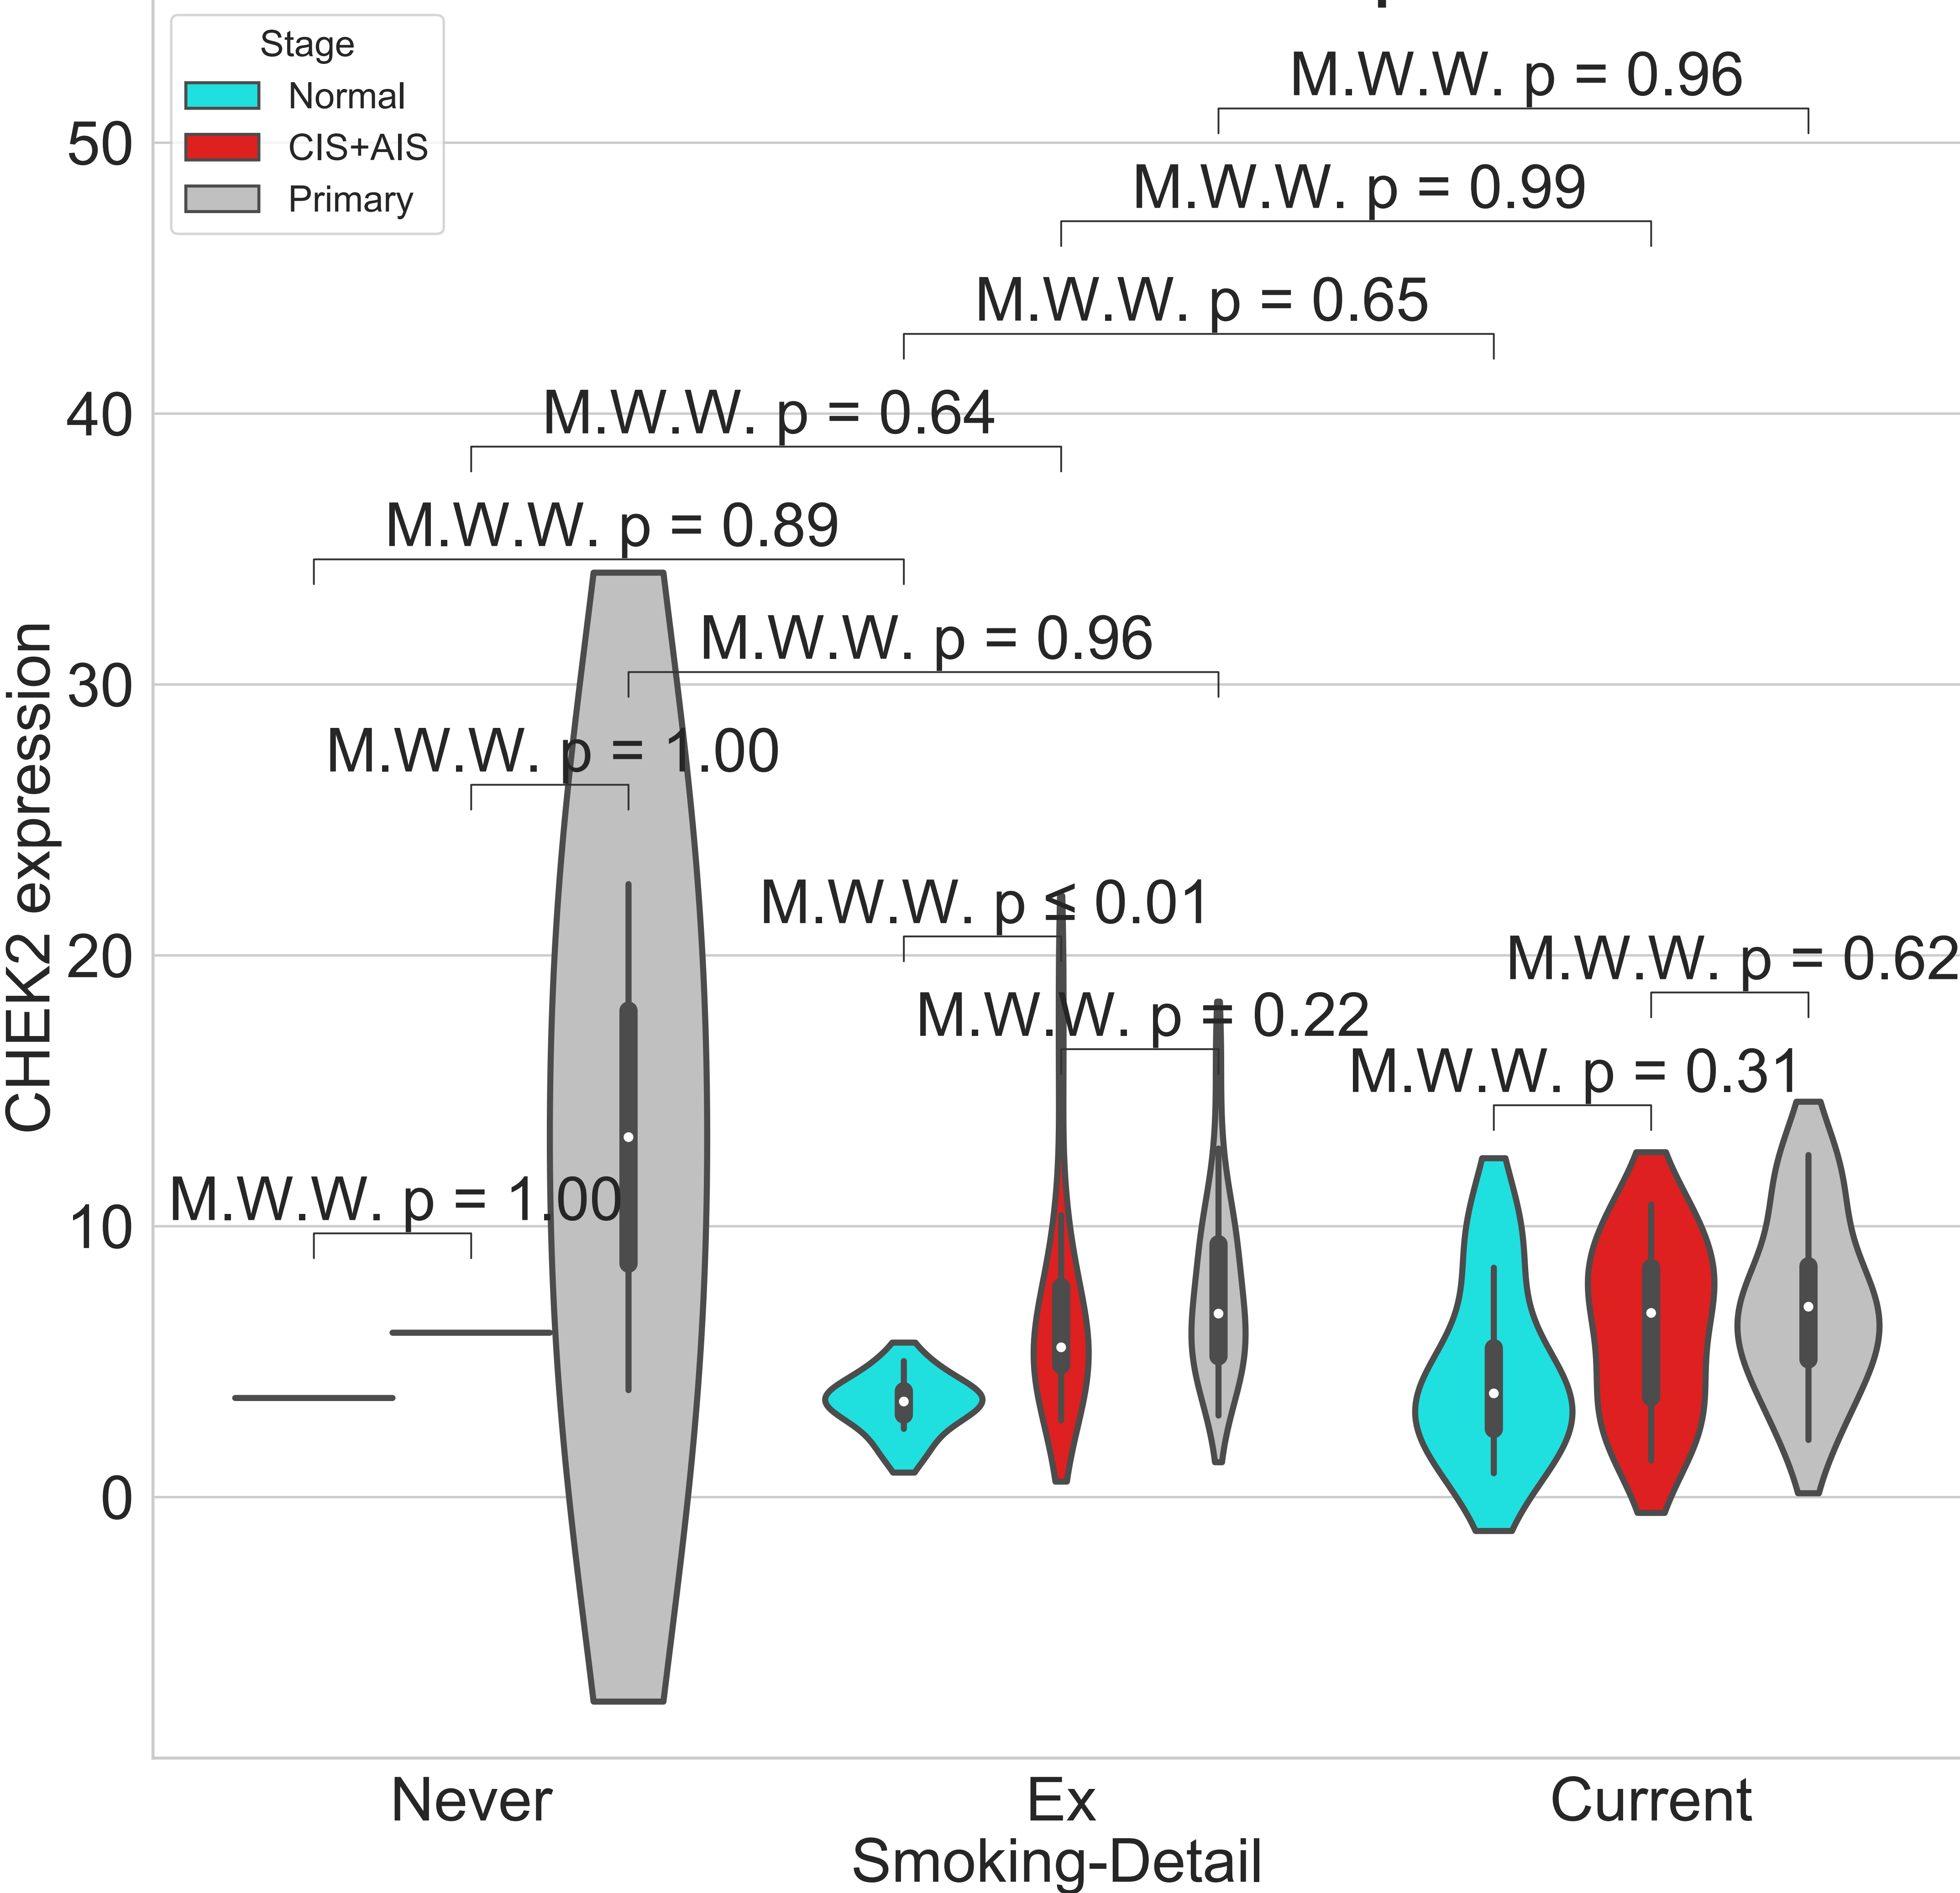 Stage
Normal
CIS+AIS
Primary
M.W.W. p = 0.96
50
M.W.W. p = 0.99
M.W.W. p = 0.65
40
M.W.W. p = 0.64
M.W.W. p = 0.89
M.W.W. p = 0.96
30
M.W.W. p = 1.00
CHEK2 expression
M.W.W. p ≤ 0.01
20
M.W.W. p = 0.62
M.W.W. p = 0.22
M.W.W. p = 0.31
M.W.W. p = 1.00
10
0
Never
Ex
Current
Smoking-Detail